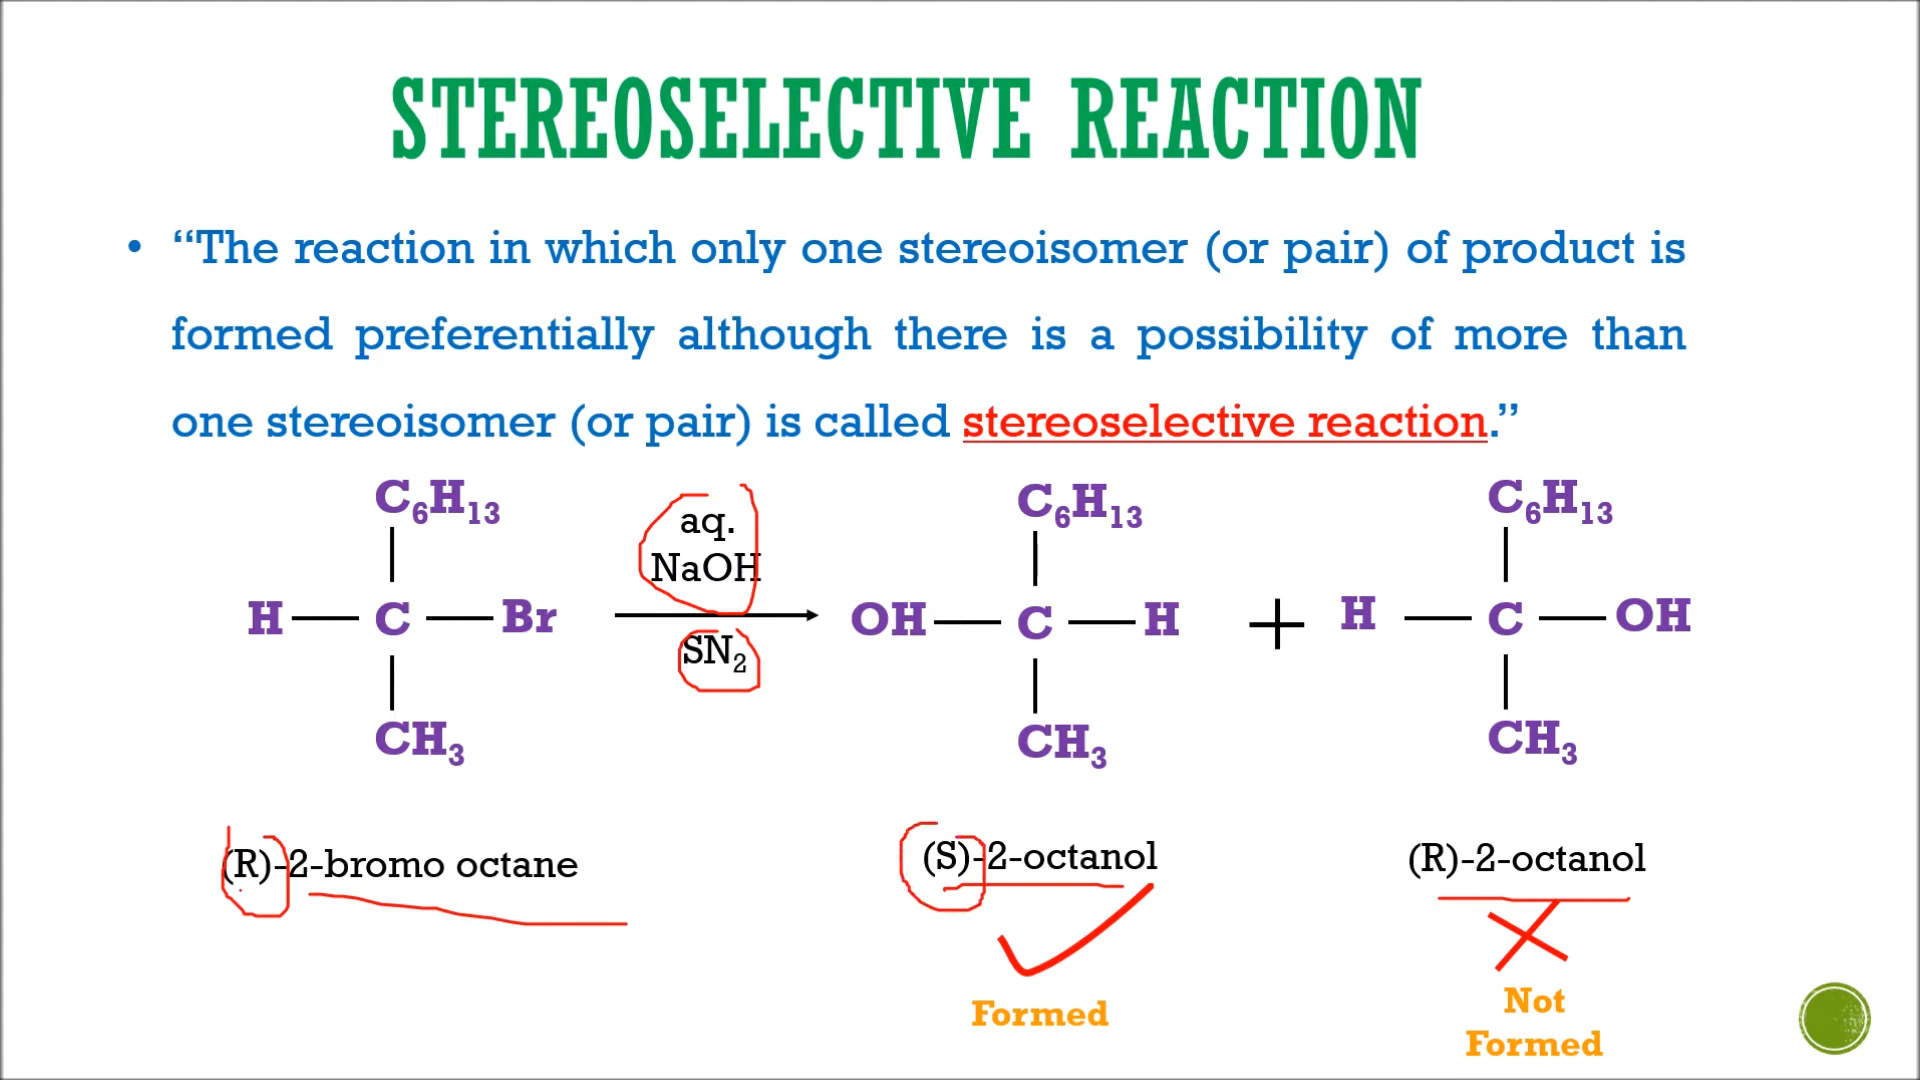 STEREOSELECTIVE REACTION
• “The reaction in which only one stereoisomer (or pair) of product is
formed preferentially although there is a possibility of more than
one stereoisomer (or pair) is called stereoselective reaction.”
C₆H₁₃
H C Br
CH₃
aq.
NaOH
SN₂
C₆H₁₃
OH C H
CH₃
+
C₆H₁₃
H C OH
CH₃
(R)-2-bromo octane
(S)-2-octanol
(R)-2-octanol
Formed
Not
Formed